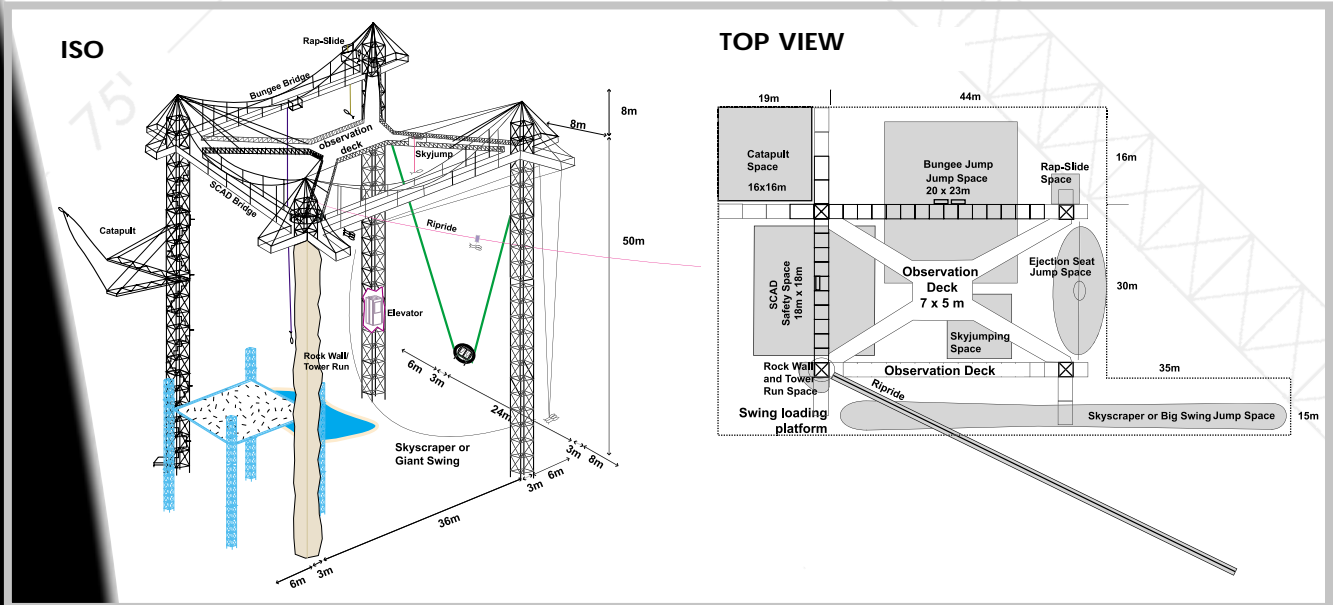 ISO
75'
Rap-Slide
Bungee Bridge
observation
deck
Skyjump
8m
8m
SCAD Bridge
Catapult
Ripride
50m
Elevator
Rock Wall/
Tower Run
6m
3m
24m
3m
8m
Skyscraper or
Giant Swing
3m
6m
36m
6m
3m
TOP VIEW
19m
44m
Catapult
Space
16x16m
Bungee Jump
Jump Space
20 x 23m
Rap-Slide
Space
16m
SCAD
Safety Space
18m x 18m
Observation
Deck
7 x 5 m
Ejection Seat
Jump Space
30m
Skyjumping
Space
Rock Wall
and Tower
Run Space
Observation Deck
35m
Ripride
Swing loading
platform
Skyscraper or Big Swing Jump Space
15m